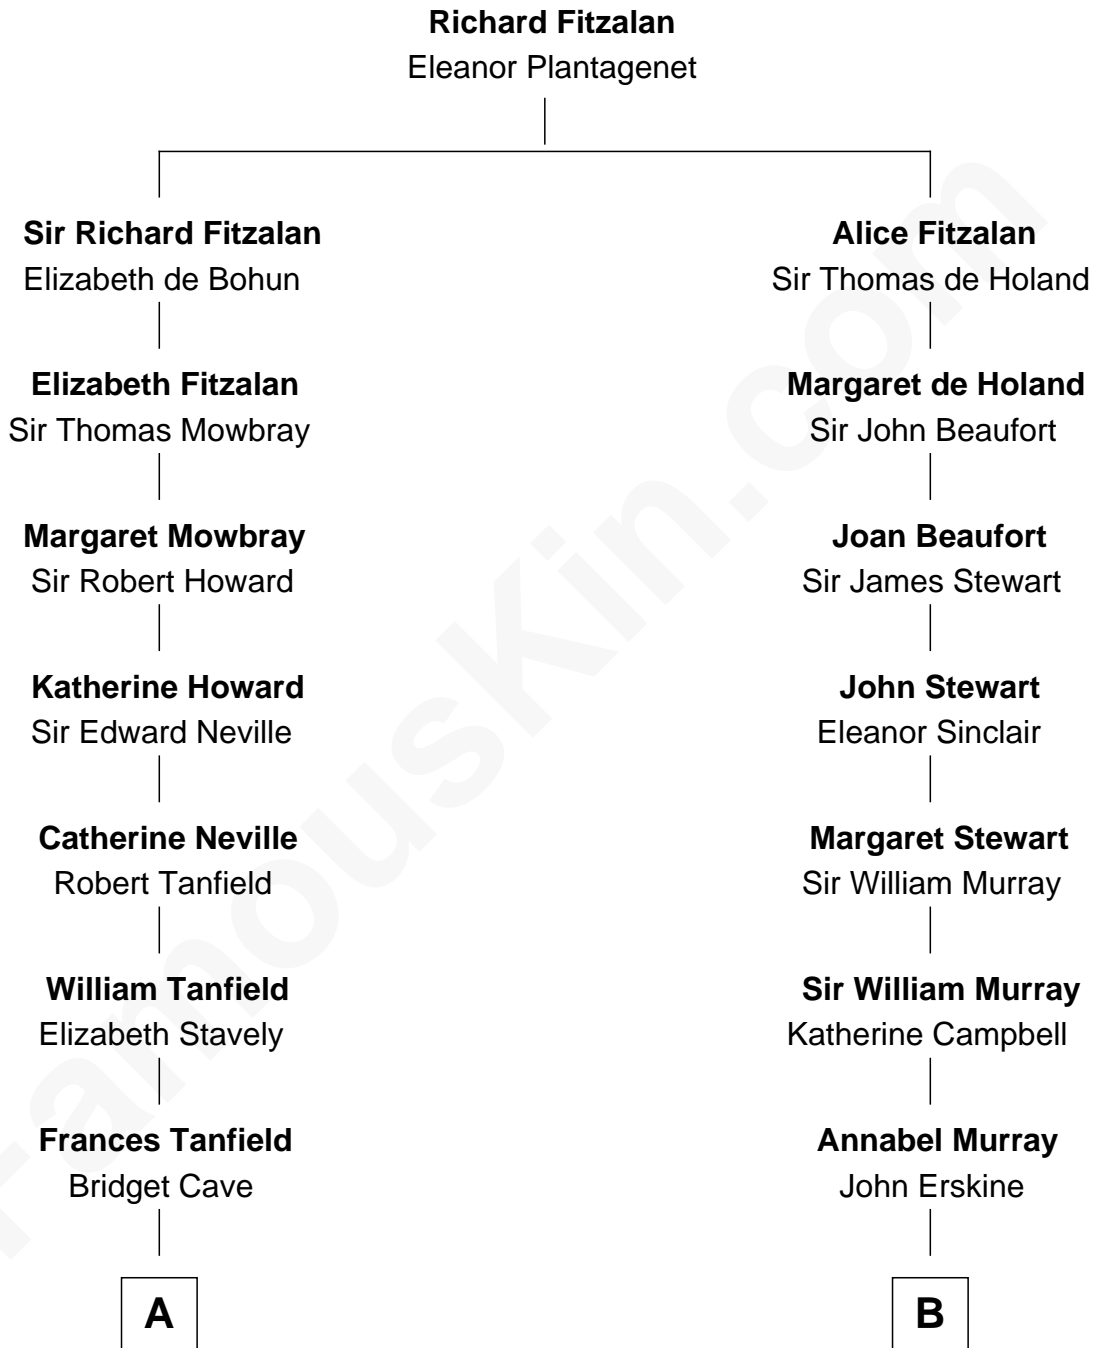 Richard Fitzalan
Eleanor Plantagenet
Sir Richard Fitzalan
Elizabeth de Bohun
Elizabeth Fitzalan
Sir Thomas Mowbray
Margaret Mowbray
Sir Robert Howard
Katherine Howard
Sir Edward Neville
Catherine Neville
Robert Tanfield
William Tanfield
Elizabeth Stavely
Frances Tanfield
Bridget Cave
A
Alice Fitzalan
Sir Thomas de Holand
Margaret de Holand
Sir John Beaufort
Joan Beaufort
Sir James Stewart
John Stewart
Eleanor Sinclair
Margaret Stewart
Sir William Murray
Sir William Murray
Katherine Campbell
Annabel Murray
John Erskine
B
FamousKin.com